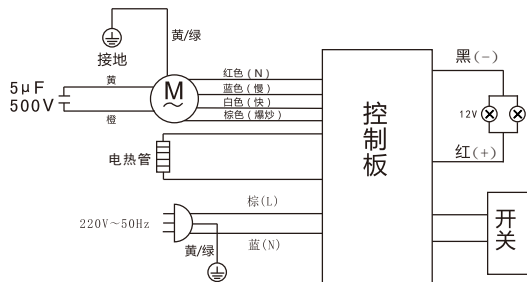 黄/绿
接地
黄
5μF
500V
橙
M
~
红色（N）
蓝色（慢）
白色（快）
棕色（爆炒）
电热管
220V～50Hz
棕(L)
蓝(N)
黄/绿
控制板
黑(-)
12V
红(+)
开关